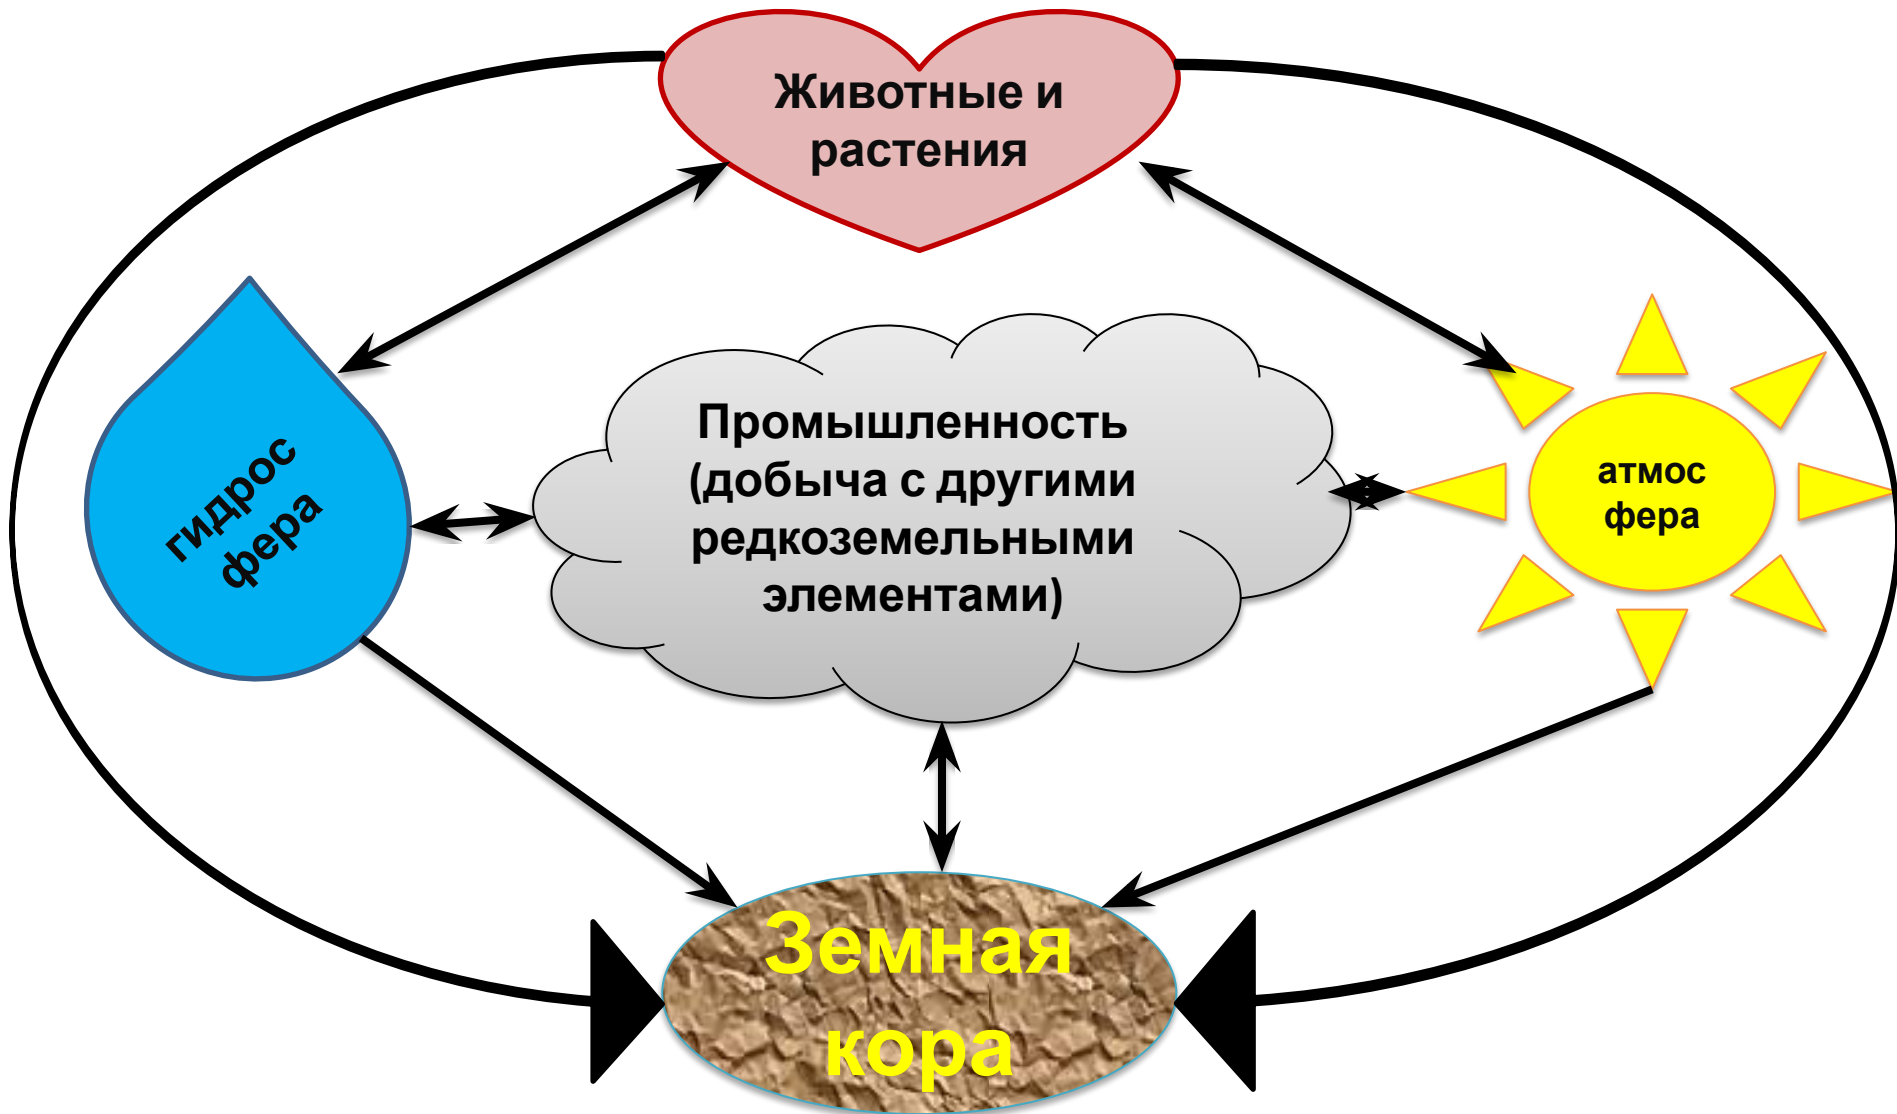 Животные и
растения
гидрос
фера
Промышленность
(добыча с другими
редкоземельными
элементами)
атмос
фера
Земная
кора